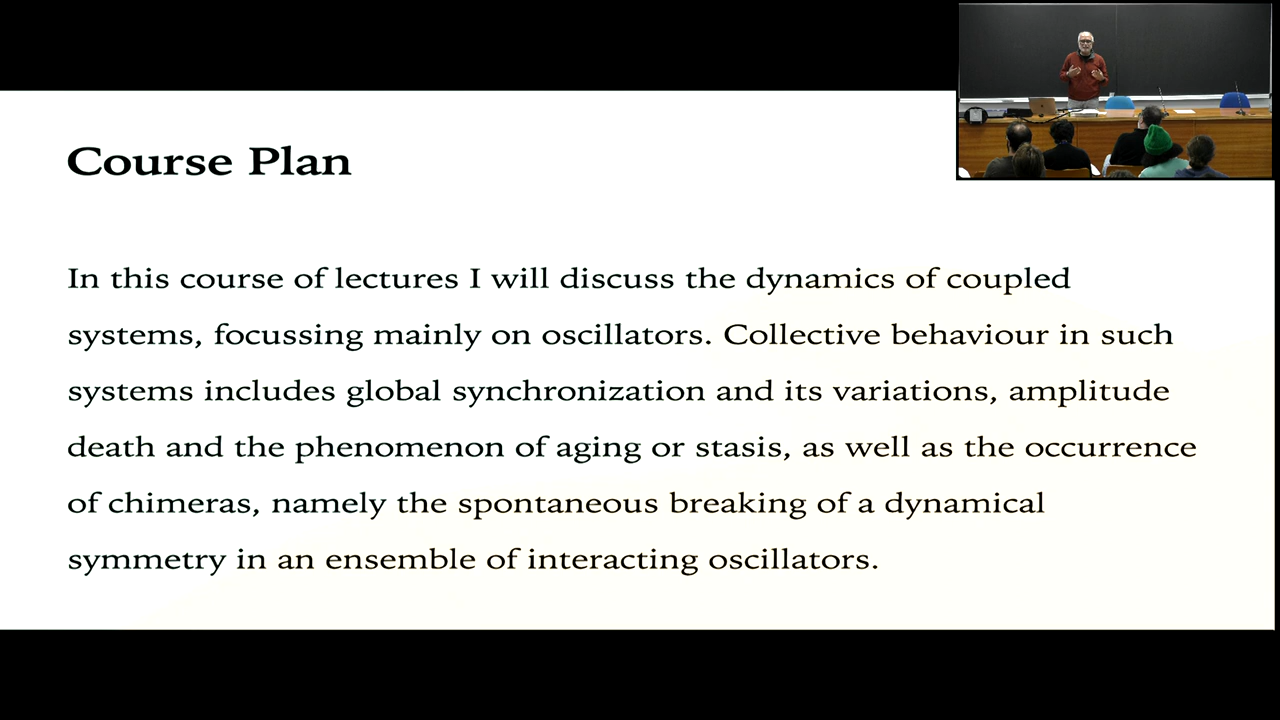 Course Plan
In this course of lectures I will discuss the dynamics of coupled
systems, focussing mainly on oscillators. Collective behaviour in such
systems includes global synchronization and its variations, amplitude
death and the phenomenon of aging or stasis, as well as the occurrence
of chimeras, namely the spontaneous breaking of a dynamical
symmetry in an ensemble of interacting oscillators.